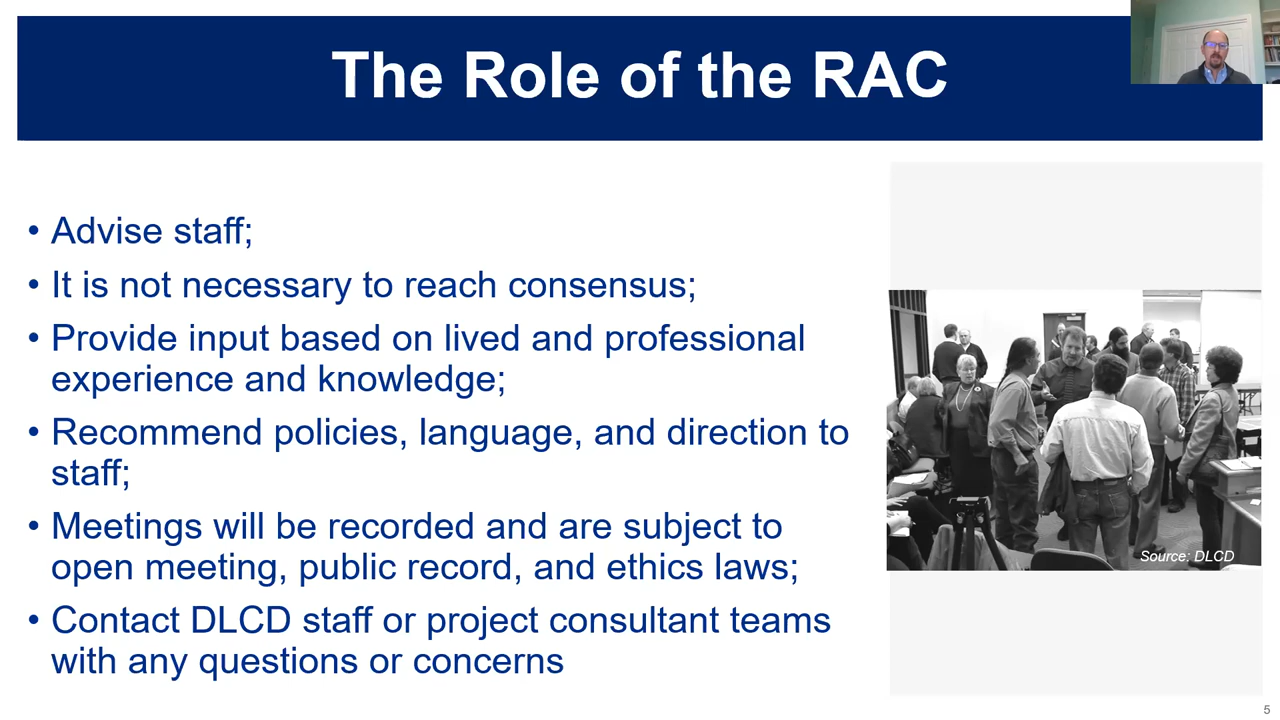 The Role of the RAC
• Advise staff;
• It is not necessary to reach consensus;
• Provide input based on lived and professional
experience and knowledge;
• Recommend policies, language, and direction to
staff;
• Meetings will be recorded and are subject to
open meeting, public record, and ethics laws;
• Contact DLCD staff or project consultant teams
with any questions or concerns
Source: DLCD
5